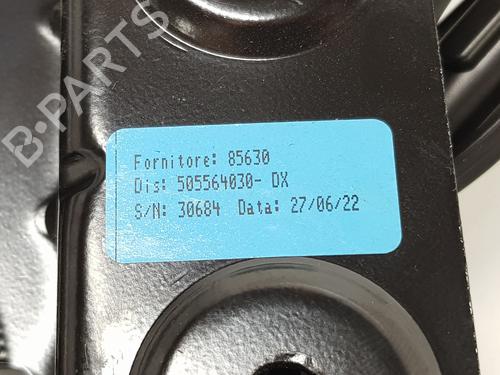 B-PARTS
Fornitore: 85630
Dis: 505564030- DX
S/N: 30684 Data: 27/06/22